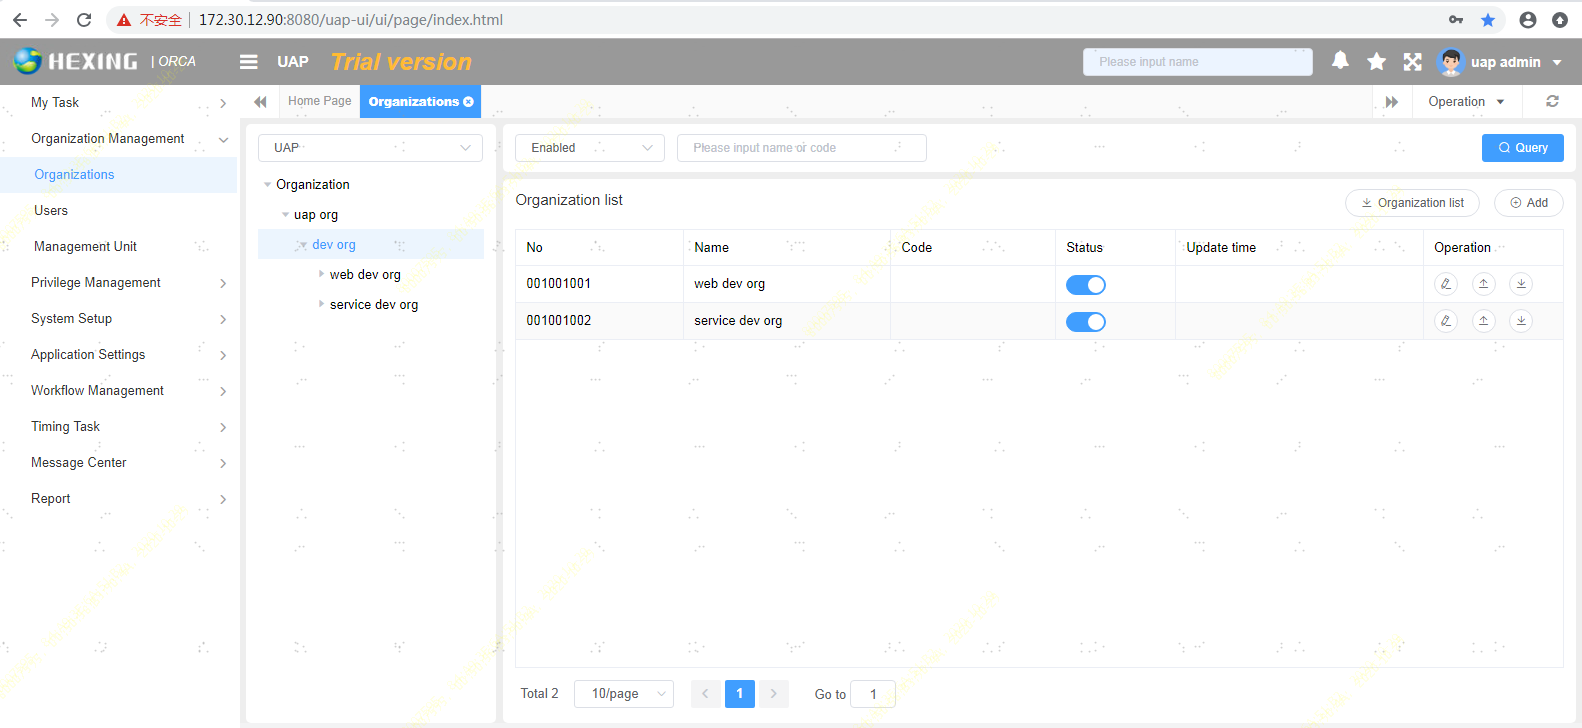 不安全 172.30.12.90:8080/uap-ui/ui/page/index.html
HEXING | ORCA UAP Trial version Please input name uap admin
My Task
Organization Management
Organizations
Users
Management Unit
Privilege Management
System Setup
Application Settings
Workflow Management
Timing Task
Message Center
Report
Home Page Organizations Operation
UAP
Organization
uap org
dev org
web dev org
service dev org
Enabled Please input name or code Query
Organization list Organization list Add
No Name Code Status Update time Operation
001001001 web dev org
001001002 service dev org
Total 2 10/page 1 Go to 1